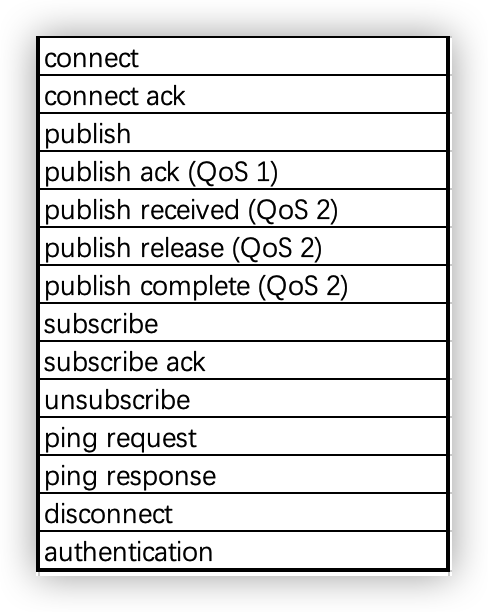 connect
connect ack
publish
publish ack (QoS 1)
publish received (QoS 2)
publish release (QoS 2)
publish complete (QoS 2)
subscribe
subscribe ack
unsubscribe
ping request
ping response
disconnect
authentication